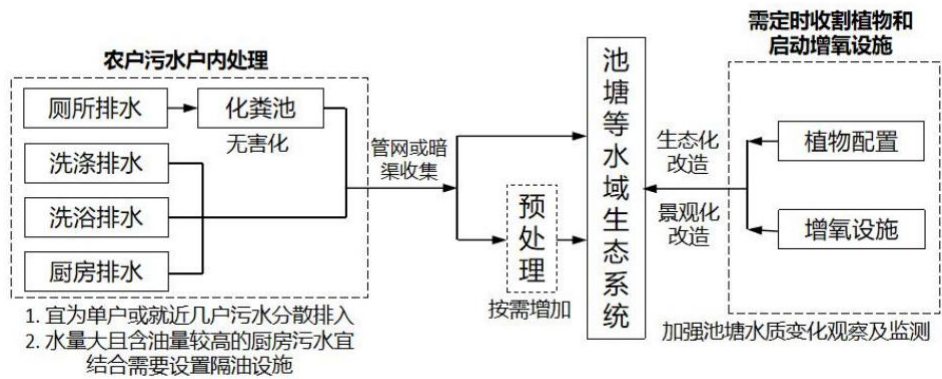 农户污水户内处理
厕所排水
化粪池
无害化
洗涤排水
洗浴排水
厨房排水
1. 宜为单户或就近几户污水分散排入
2. 水量大且含油量较高的厨房污水宜
结合需要设置隔油设施
管网或暗
渠收集
预处理
按需增加
池塘等水域生态系统
生态化
改造
景观化
改造
需定时收割植物和
启动增氧设施
植物配置
增氧设施
加强池塘水质变化观察及监测